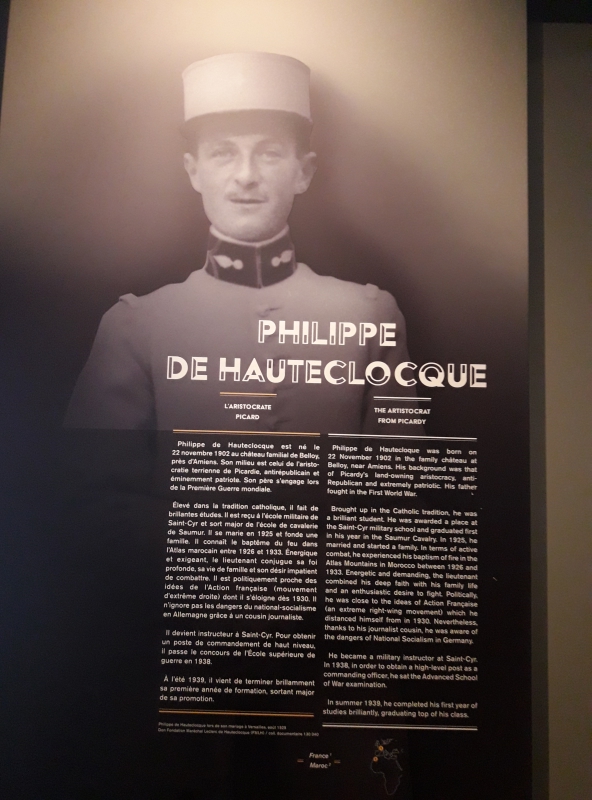 PHILIPPE
DE HAUTECLOCQUE
L'ARISTOCRATE
PICARD
Philippe de Hauteclocque est né le
22 novembre 1902 au château familial de Belloy,
près d'Amiens. Son milieu est celui de l'aristo-
cratie terrienne de Picardie, antirépublicain et
éminemment patriote. Son père s'engage lors
de la Première Guerre mondiale.
Élevé dans la tradition catholique, il fait de
brillantes études. Il est reçu à l'école militaire de
Saint-Cyr et sort major de l'école de cavalerie
de Saumur. Il se marie en 1925 et fonde une
famille. Il connaît le baptême du feu dans
l'Atlas marocain entre 1926 et 1933. Énergique
et exigeant, le lieutenant conjugue sa foi
profonde, sa vie de famille et son désir impatient
de combattre. Il est politiquement proche des
idées de l'Action française (mouvement
d'extrême droite) dont il s'éloigne dès 1930. Il
n'ignore pas les dangers du national-socialisme
en Allemagne grâce à un cousin journaliste.
Il devient instructeur à Saint-Cyr. Pour obtenir
un poste de commandement de haut niveau,
il passe le concours de l'École supérieure de
guerre en 1938.
À l'été 1939, il vient de terminer brillamment
sa première année de formation, sortant major
de sa promotion.
THE ARTISTOCRAT
FROM PICARDY
Philippe de Hautecloque was born on
22 November 1902 in the family château at
Belloy, near Amiens. His background was that
of Picardy's land-owning aristocracy, anti-
Republican and extremely patriotic. His father
fought in the First World War.
Brought up in the Catholic tradition, he was
a brilliant student. He was awarded a place at
the Saint-Cyr military school and graduated first
in his year in the Saumur Cavalry. In 1925, he
married and started a family. In terms of active
combat, he experienced his baptism of fire in the
Atlas Mountains in Morocco between 1926 and
1933. Energetic and demanding, the lieutenant
combined his deep faith with his family life
and an enthusiastic desire to fight. Politically,
he was close to the ideas of Action Française
(an extreme right-wing movement) which he
distanced himself from in 1930. Nevertheless,
thanks to his journalist cousin, he was aware of
the dangers of National Socialism in Germany.
He became a military instructor at Saint-Cyr.
In 1938, in order to obtain a high-level post as a
commanding officer, he sat the Advanced School
of War examination.
In summer 1939, he completed his first year of
studies brilliantly, graduating top of his class.
Philippe de Hauteclocque lors de son mariage à Versailles, août 1925
Don Fondation Maréchal Leclerc de Hauteclocque
France 1
Maroc 2